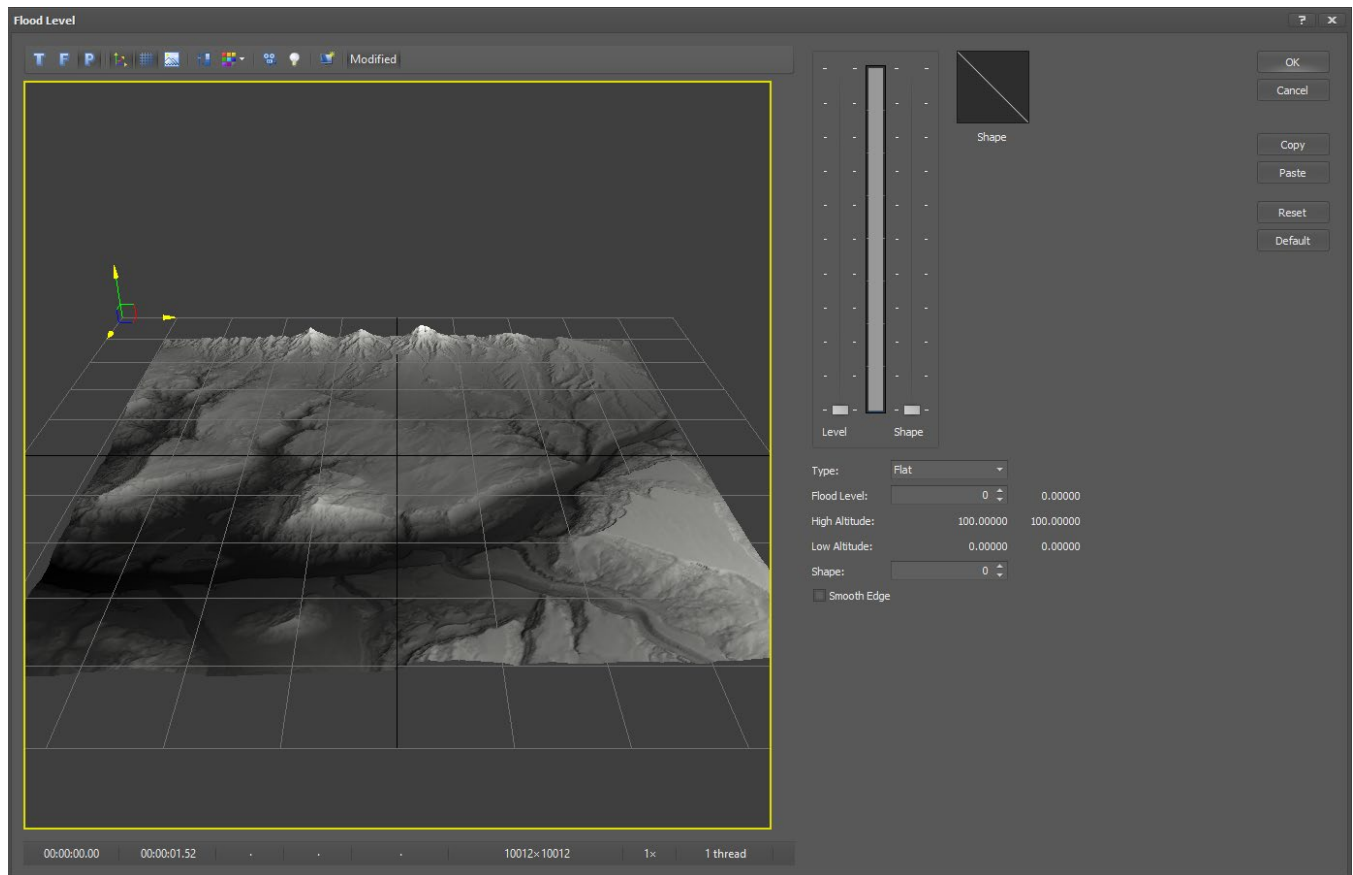 Flood Level
? x
T F P Modified
OK
Cancel
Shape
Copy
Paste
Reset
Default
Level Shape
Type: Flat
Flood Level: 0 0.00000
High Altitude: 100.00000 100.00000
Low Altitude: 0.00000 0.00000
Shape: 0
Smooth Edge
00:00:00.00 00:00:01.52 . . . 10012×10012 1× 1 thread